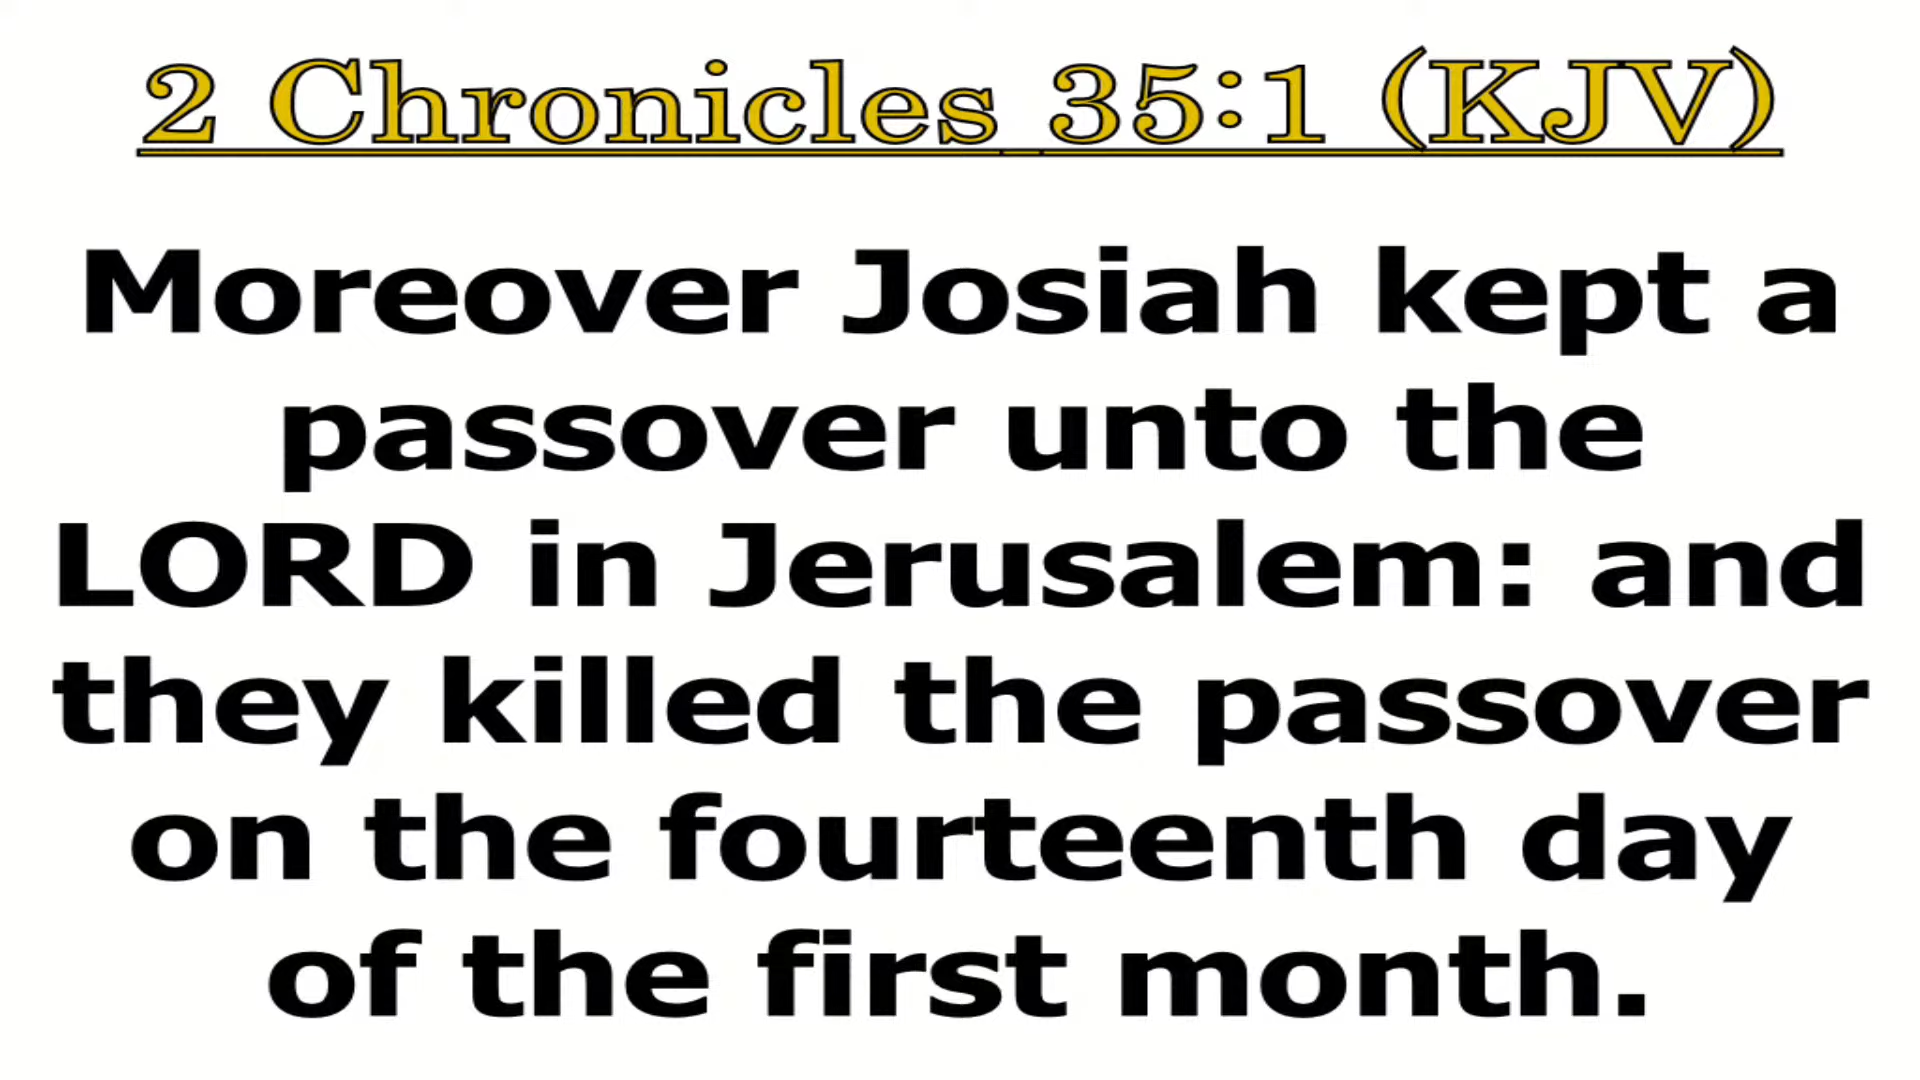 2 Chronicles 35:1 (KJV)
Moreover Josiah kept a
passover unto the
LORD in Jerusalem: and
they killed the passover
on the fourteenth day
of the first month.